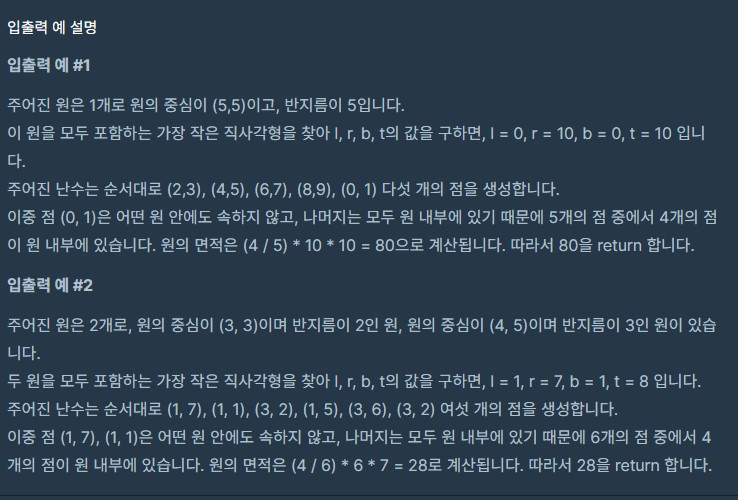 입출력 예 설명
입출력 예 #1
주어진 원은 1개로 원의 중심이 (5,5)이고, 반지름이 5입니다.
이 원을 모두 포함하는 가장 작은 직사각형을 찾아 l, r, b, t의 값을 구하면, l = 0, r = 10, b = 0, t = 10 입니
다.
주어진 난수는 순서대로 (2,3), (4,5), (6,7), (8,9), (0, 1) 다섯 개의 점을 생성합니다.
이중 점 (0, 1)은 어떤 원 안에도 속하지 않고, 나머지는 모두 원 내부에 있기 때문에 5개의 점 중에서 4개의 점
이 원 내부에 있습니다. 원의 면적은 (4 / 5) * 10 * 10 = 80으로 계산됩니다. 따라서 80을 return 합니다.
입출력 예 #2
주어진 원은 2개로, 원의 중심이 (3, 3)이며 반지름이 2인 원, 원의 중심이 (4, 5)이며 반지름이 3인 원이 있습
니다.
두 원을 모두 포함하는 가장 작은 직사각형을 찾아 l, r, b, t의 값을 구하면, l = 1, r = 7, b = 1, t = 8 입니다.
주어진 난수는 순서대로 (1, 7), (1, 1), (3, 2), (1, 5), (3, 6), (3, 2) 여섯 개의 점을 생성합니다.
이중 점 (1, 7), (1, 1)은 어떤 원 안에도 속하지 않고, 나머지는 모두 원 내부에 있기 때문에 6개의 점 중에서 4
개의 점이 원 내부에 있습니다. 원의 면적은 (4 / 6) * 6 * 7 = 28로 계산됩니다. 따라서 28을 return 합니다.